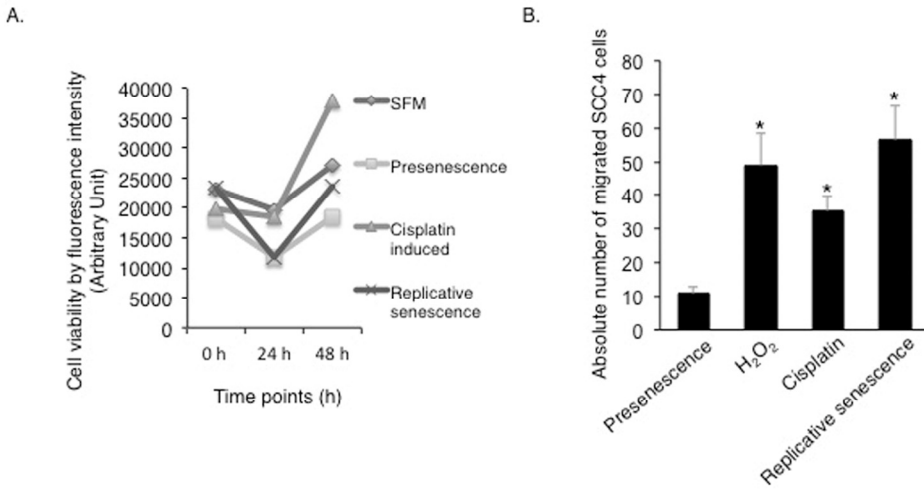 A.
Cell viability by fluorescence intensity
(Arbitrary Unit)
40000
35000
30000
25000
20000
15000
10000
5000
0
0 h 24 h 48 h
Time points (h)
SFM
Presenescence
Cisplatin
induced
Replicative
senescence
B.
Absolute number of migrated SCC4 cells
80
70
60
50
40
30
20
10
0
* * *
Presenescence
H₂O₂
Cisplatin
Replicative senescence